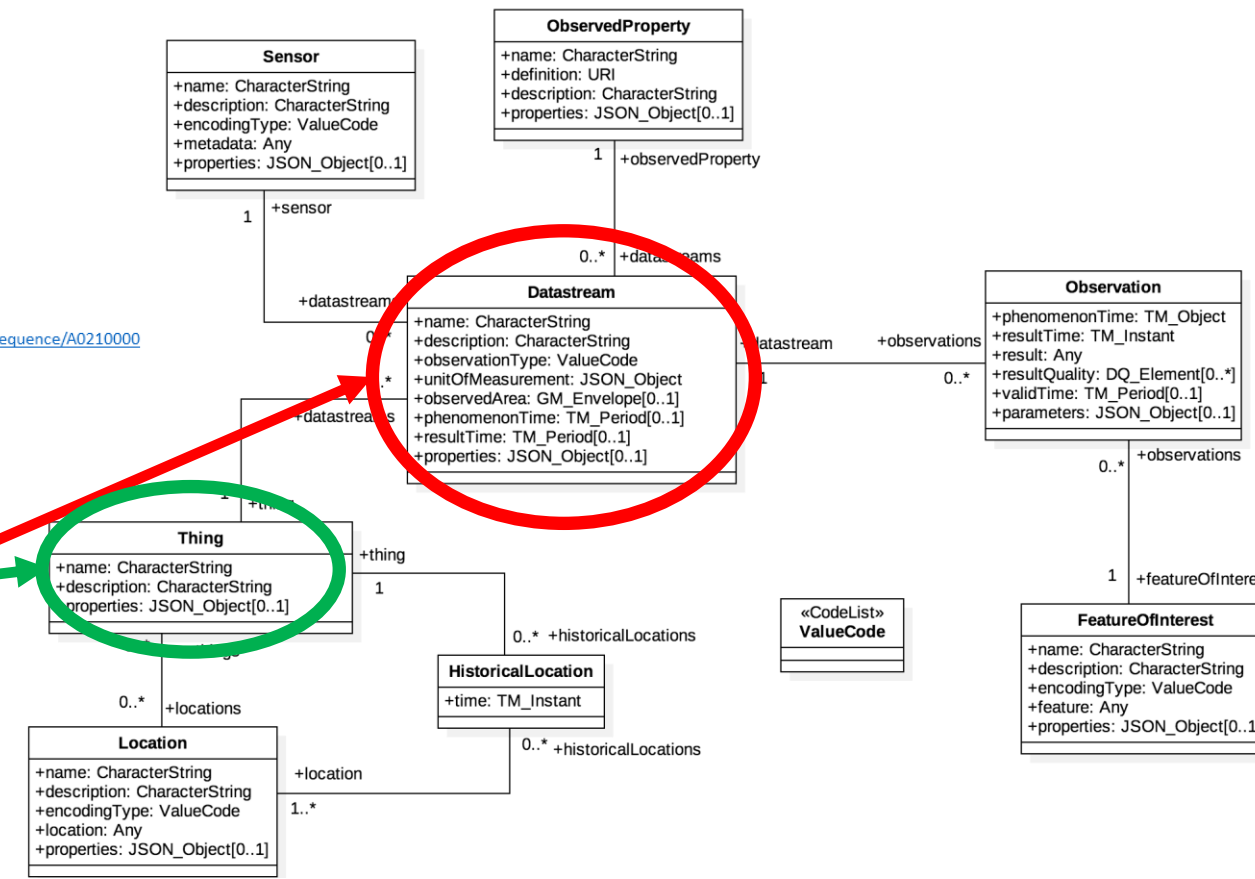 ObservedProperty
+name: CharacterString
+definition: URI
+description: CharacterString
+properties: JSON_Object[0..1]
Sensor
+name: CharacterString
+description: CharacterString
+encodingType: ValueCode
+metadata: Any
+properties: JSON_Object[0..1]
1
+observedProperty
1
+sensor
0..*
+datastreams
Datastream
+name: CharacterString
+description: CharacterString
+observationType: ValueCode
+unitOfMeasurement: JSON_Object
+observedArea: GM_Envelope[0..1]
+phenomenonTime: TM_Period[0..1]
+resultTime: TM_Period[0..1]
+properties: JSON_Object[0..1]
Observation
+phenomenonTime: TM_Object
+resultTime: TM_Instant
+result: Any
+resultQuality: DQ_Element[0..*]
+validTime: TM_Period[0..1]
+parameters: JSON_Object[0..1]
+datastreams
equence/A0210000
+datastream
1
+observations
0..*
+datastreams
Thing
+name: CharacterString
+description: CharacterString
+properties: JSON_Object[0..1]
+thing
1
0..*
+observations
1
+featureOfIntere
«CodeList»
ValueCode
FeatureOfInterest
+name: CharacterString
+description: CharacterString
+encodingType: ValueCode
+feature: Any
+properties: JSON_Object[0..1
0..* +historicalLocations
HistoricalLocation
+time: TM_Instant
0..* +historicalLocations
0..*
+locations
Location
+name: CharacterString
+description: CharacterString
+encodingType: ValueCode
+location: Any
+properties: JSON_Object[0..1]
+location
1..*